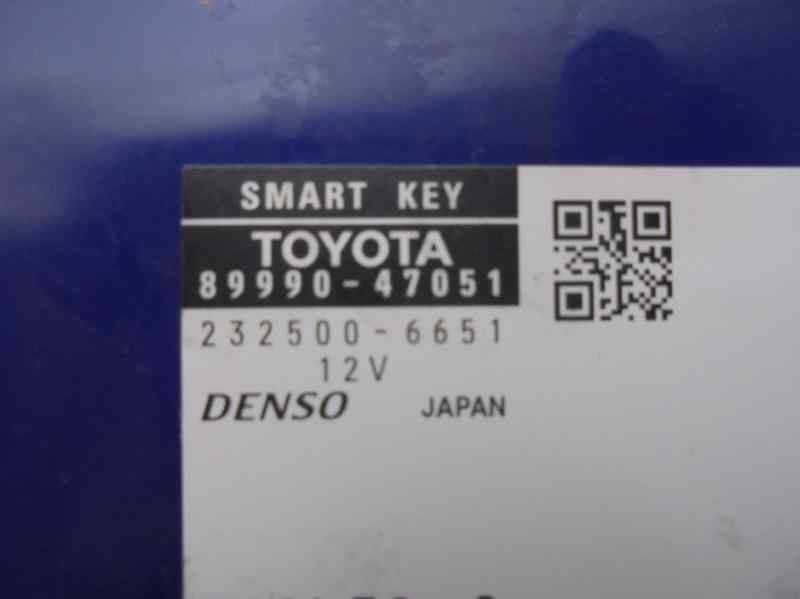 SMART KEY
TOYOTA
89990-47051
232500-6651
12V
DENSO JAPAN